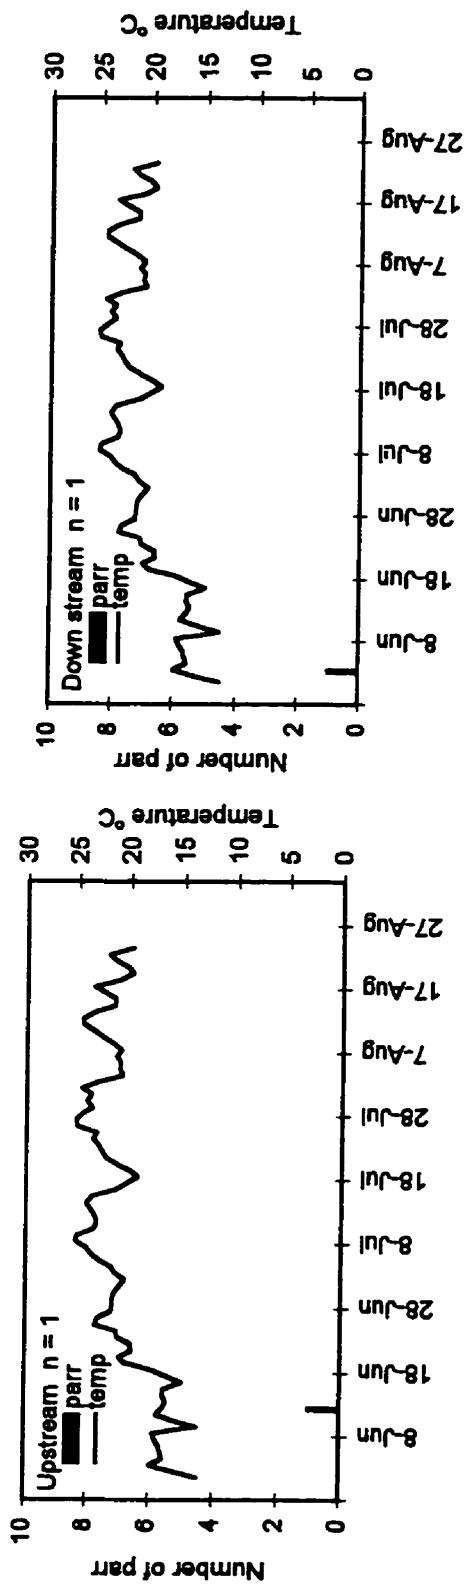 Upstream n = 1
parr
temp
Number of parr
10
8
6
4
2
0
Temperature °C
30
25
20
15
10
5
0
8-Jun
18-Jun
28-Jun
8-Jul
18-Jul
28-Jul
7-Aug
17-Aug
27-Aug
Down stream n = 1
parr
temp
Number of parr
10
8
6
4
2
0
Temperature °C
30
25
20
15
10
5
0
8-Jun
18-Jun
28-Jun
8-Jul
18-Jul
28-Jul
7-Aug
17-Aug
27-Aug